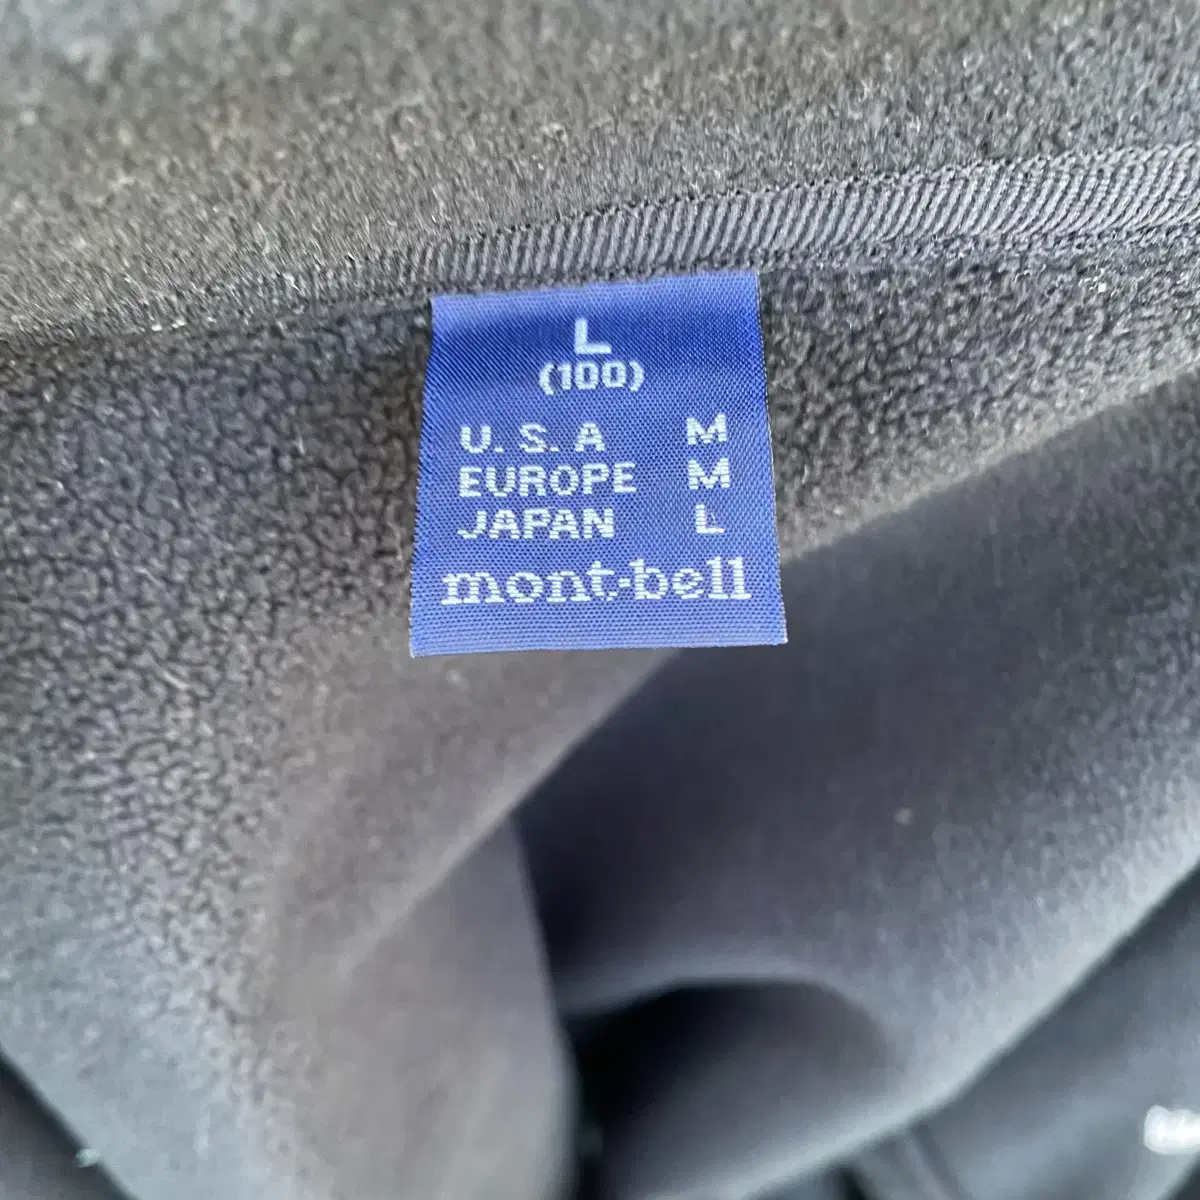 L
(100)
U. S. A M
EUROPE M
JAPAN L
mont-bell